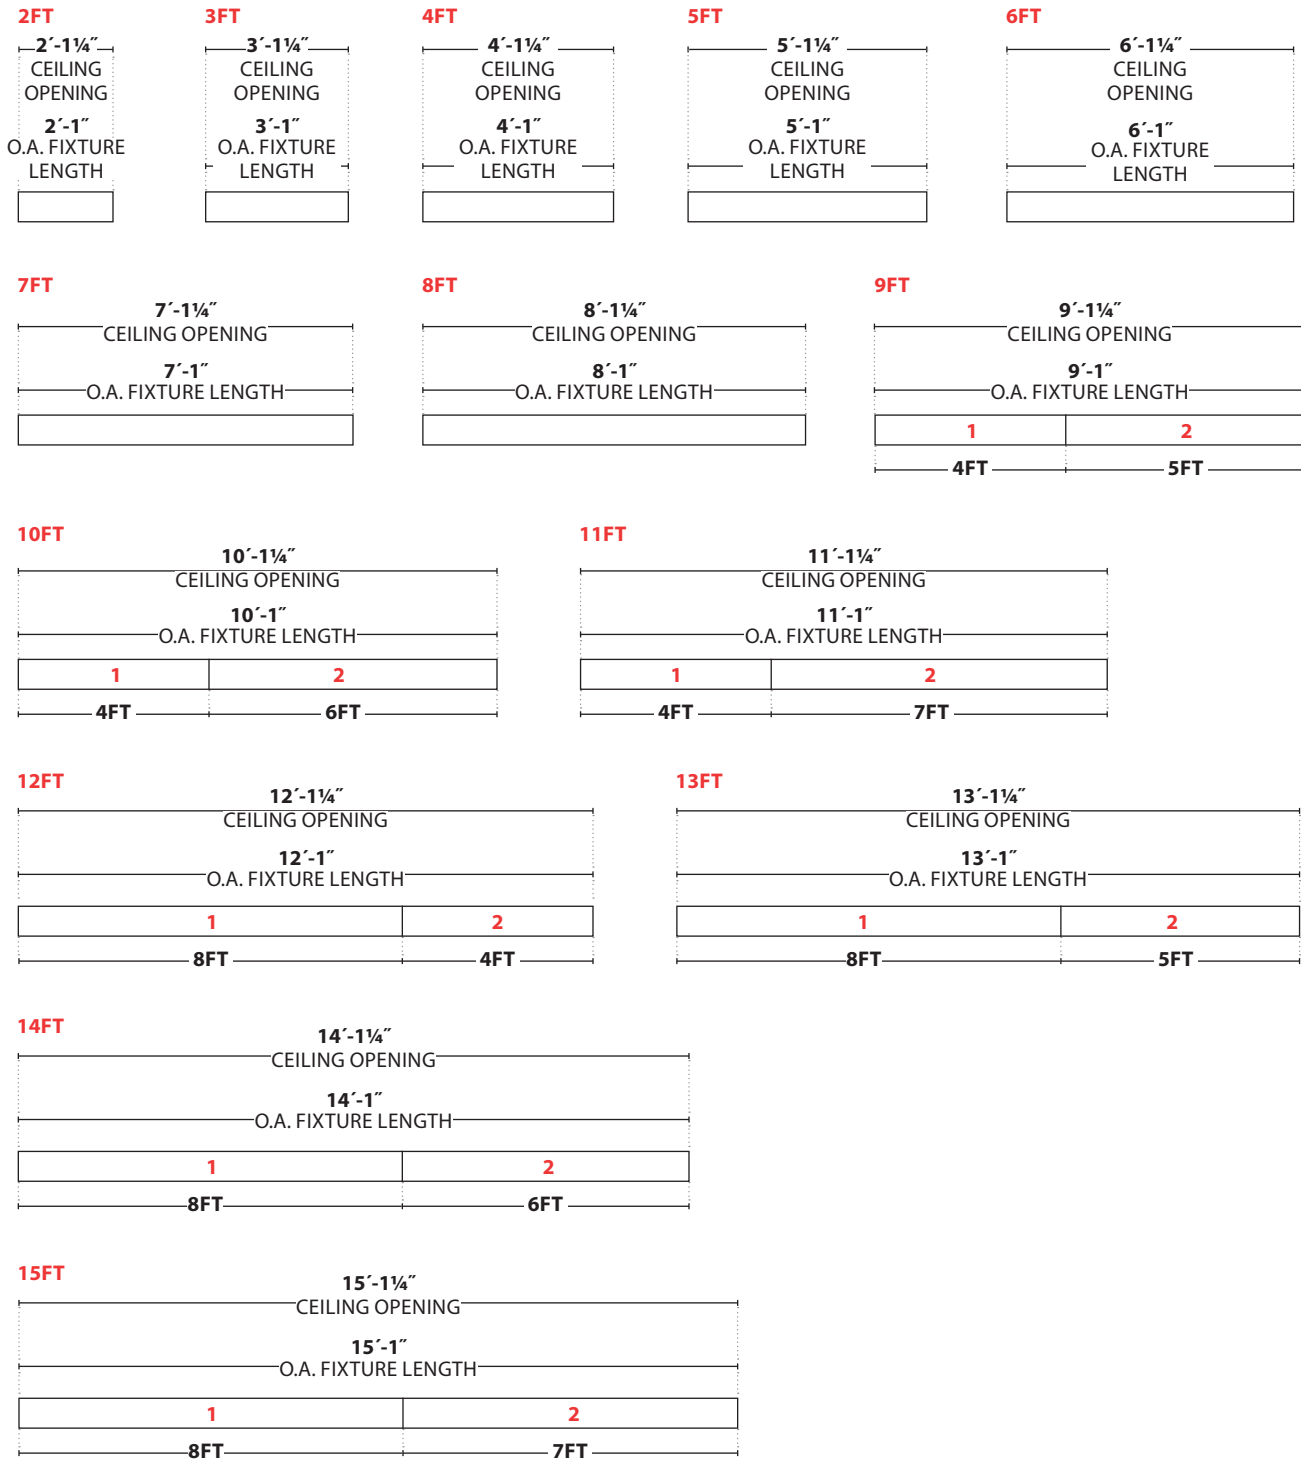 2FT
2´-1¼˝
CEILING
OPENING
2´-1˝
O.A. FIXTURE
LENGTH
3FT
3´-1¼˝
CEILING
OPENING
3´-1˝
O.A. FIXTURE
LENGTH
4FT
4´-1¼˝
CEILING
OPENING
4´-1˝
O.A. FIXTURE
LENGTH
5FT
5´-1¼˝
CEILING
OPENING
5´-1˝
O.A. FIXTURE
LENGTH
6FT
6´-1¼˝
CEILING
OPENING
6´-1˝
O.A. FIXTURE
LENGTH
7FT
7´-1¼˝
CEILING OPENING
7´-1˝
O.A. FIXTURE LENGTH
8FT
8´-1¼˝
CEILING OPENING
8´-1˝
O.A. FIXTURE LENGTH
9FT
9´-1¼˝
CEILING OPENING
9´-1˝
O.A. FIXTURE LENGTH
1 2
4FT 5FT
10FT
10´-1¼˝
CEILING OPENING
10´-1˝
O.A. FIXTURE LENGTH
1 2
4FT 6FT
11FT
11´-1¼˝
CEILING OPENING
11´-1˝
O.A. FIXTURE LENGTH
1 2
4FT 7FT
12FT
12´-1¼˝
CEILING OPENING
12´-1˝
O.A. FIXTURE LENGTH
1 2
8FT 4FT
13FT
13´-1¼˝
CEILING OPENING
13´-1˝
O.A. FIXTURE LENGTH
1 2
8FT 5FT
14FT
14´-1¼˝
CEILING OPENING
14´-1˝
O.A. FIXTURE LENGTH
1 2
8FT 6FT
15FT
15´-1¼˝
CEILING OPENING
15´-1˝
O.A. FIXTURE LENGTH
1 2
8FT 7FT